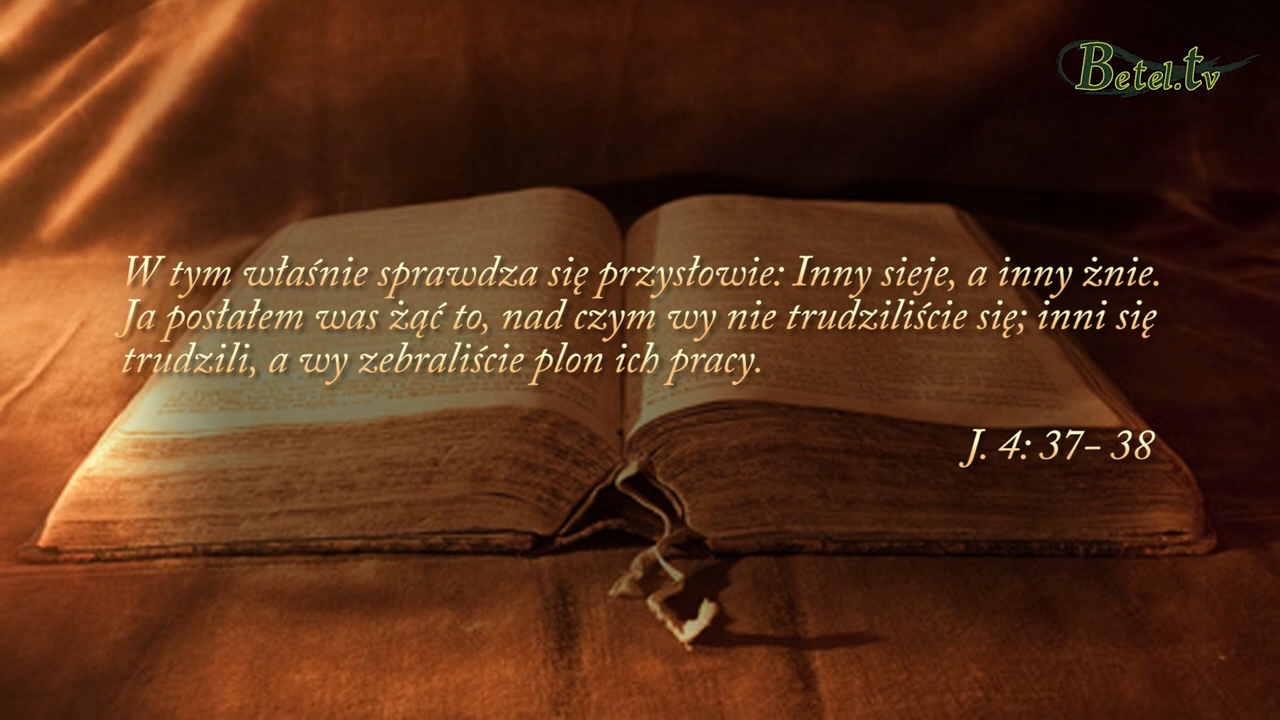 Betel.tv
W tym właśnie sprawdza się przysłowie: Inny sieje, a inny żnie.
Ja posłałem was żąć to, nad czym wy nie trudziliście się; inni się
trudzili, a wy zebraliście plon ich pracy.
J. 4: 37– 38